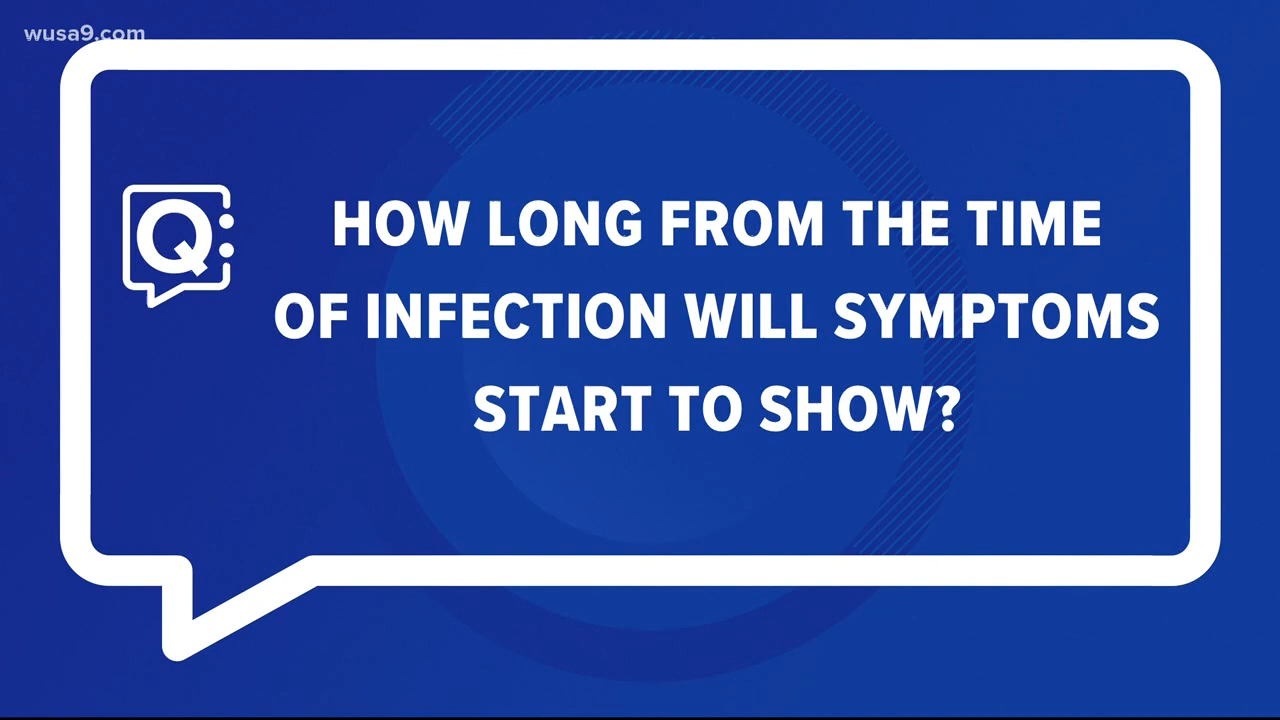 wusa9.com
Q
HOW LONG FROM THE TIME
OF INFECTION WILL SYMPTOMS
START TO SHOW?